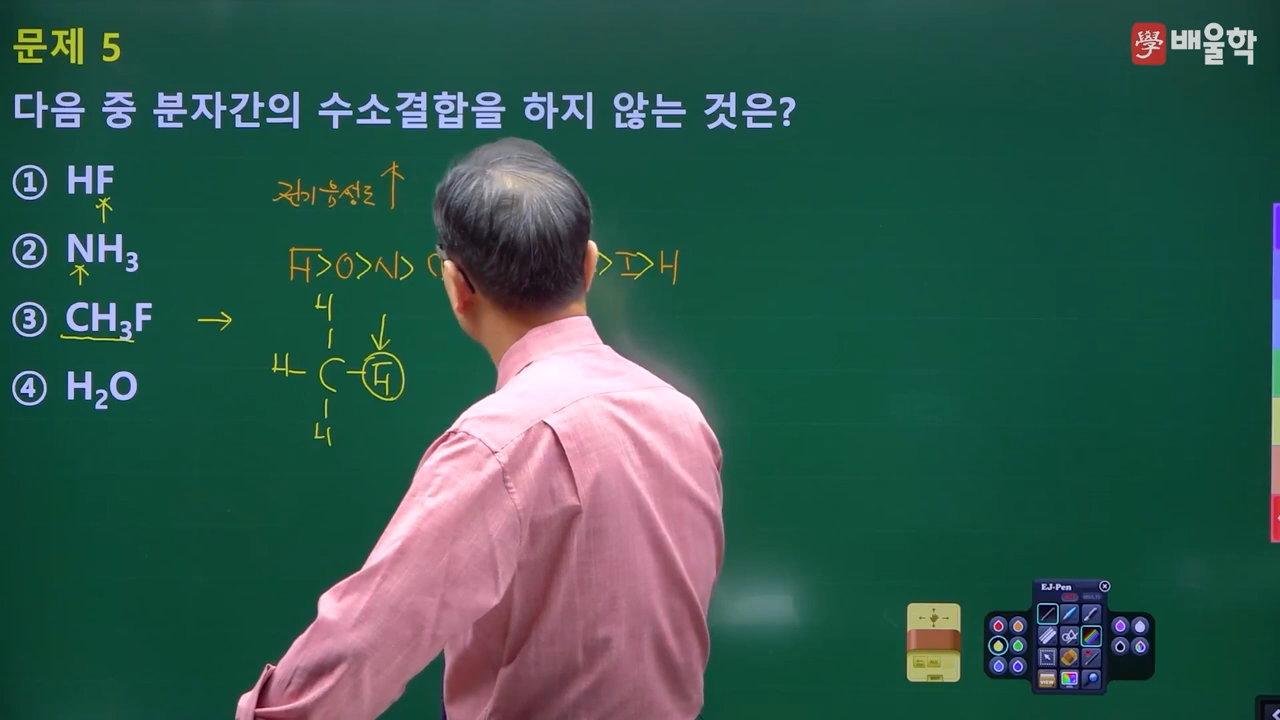 문제 5
學 배울학
다음 중 분자간의 수소결합을 하지 않는 것은?
① HF
전기음성도 ↑
② NH₃
F>O>N>
>I>H
③ CH₃F →
H
H-C-F
H
④ H₂O
EJ-Pen